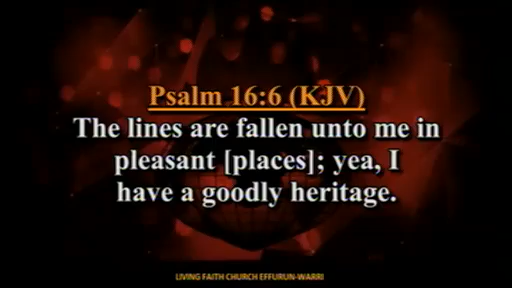 Psalm 16:6 (KJV)
The lines are fallen unto me in
pleasant [places]; yea, I
have a goodly heritage.
LIVING FAITH CHURCH EFFURUN-WARRI